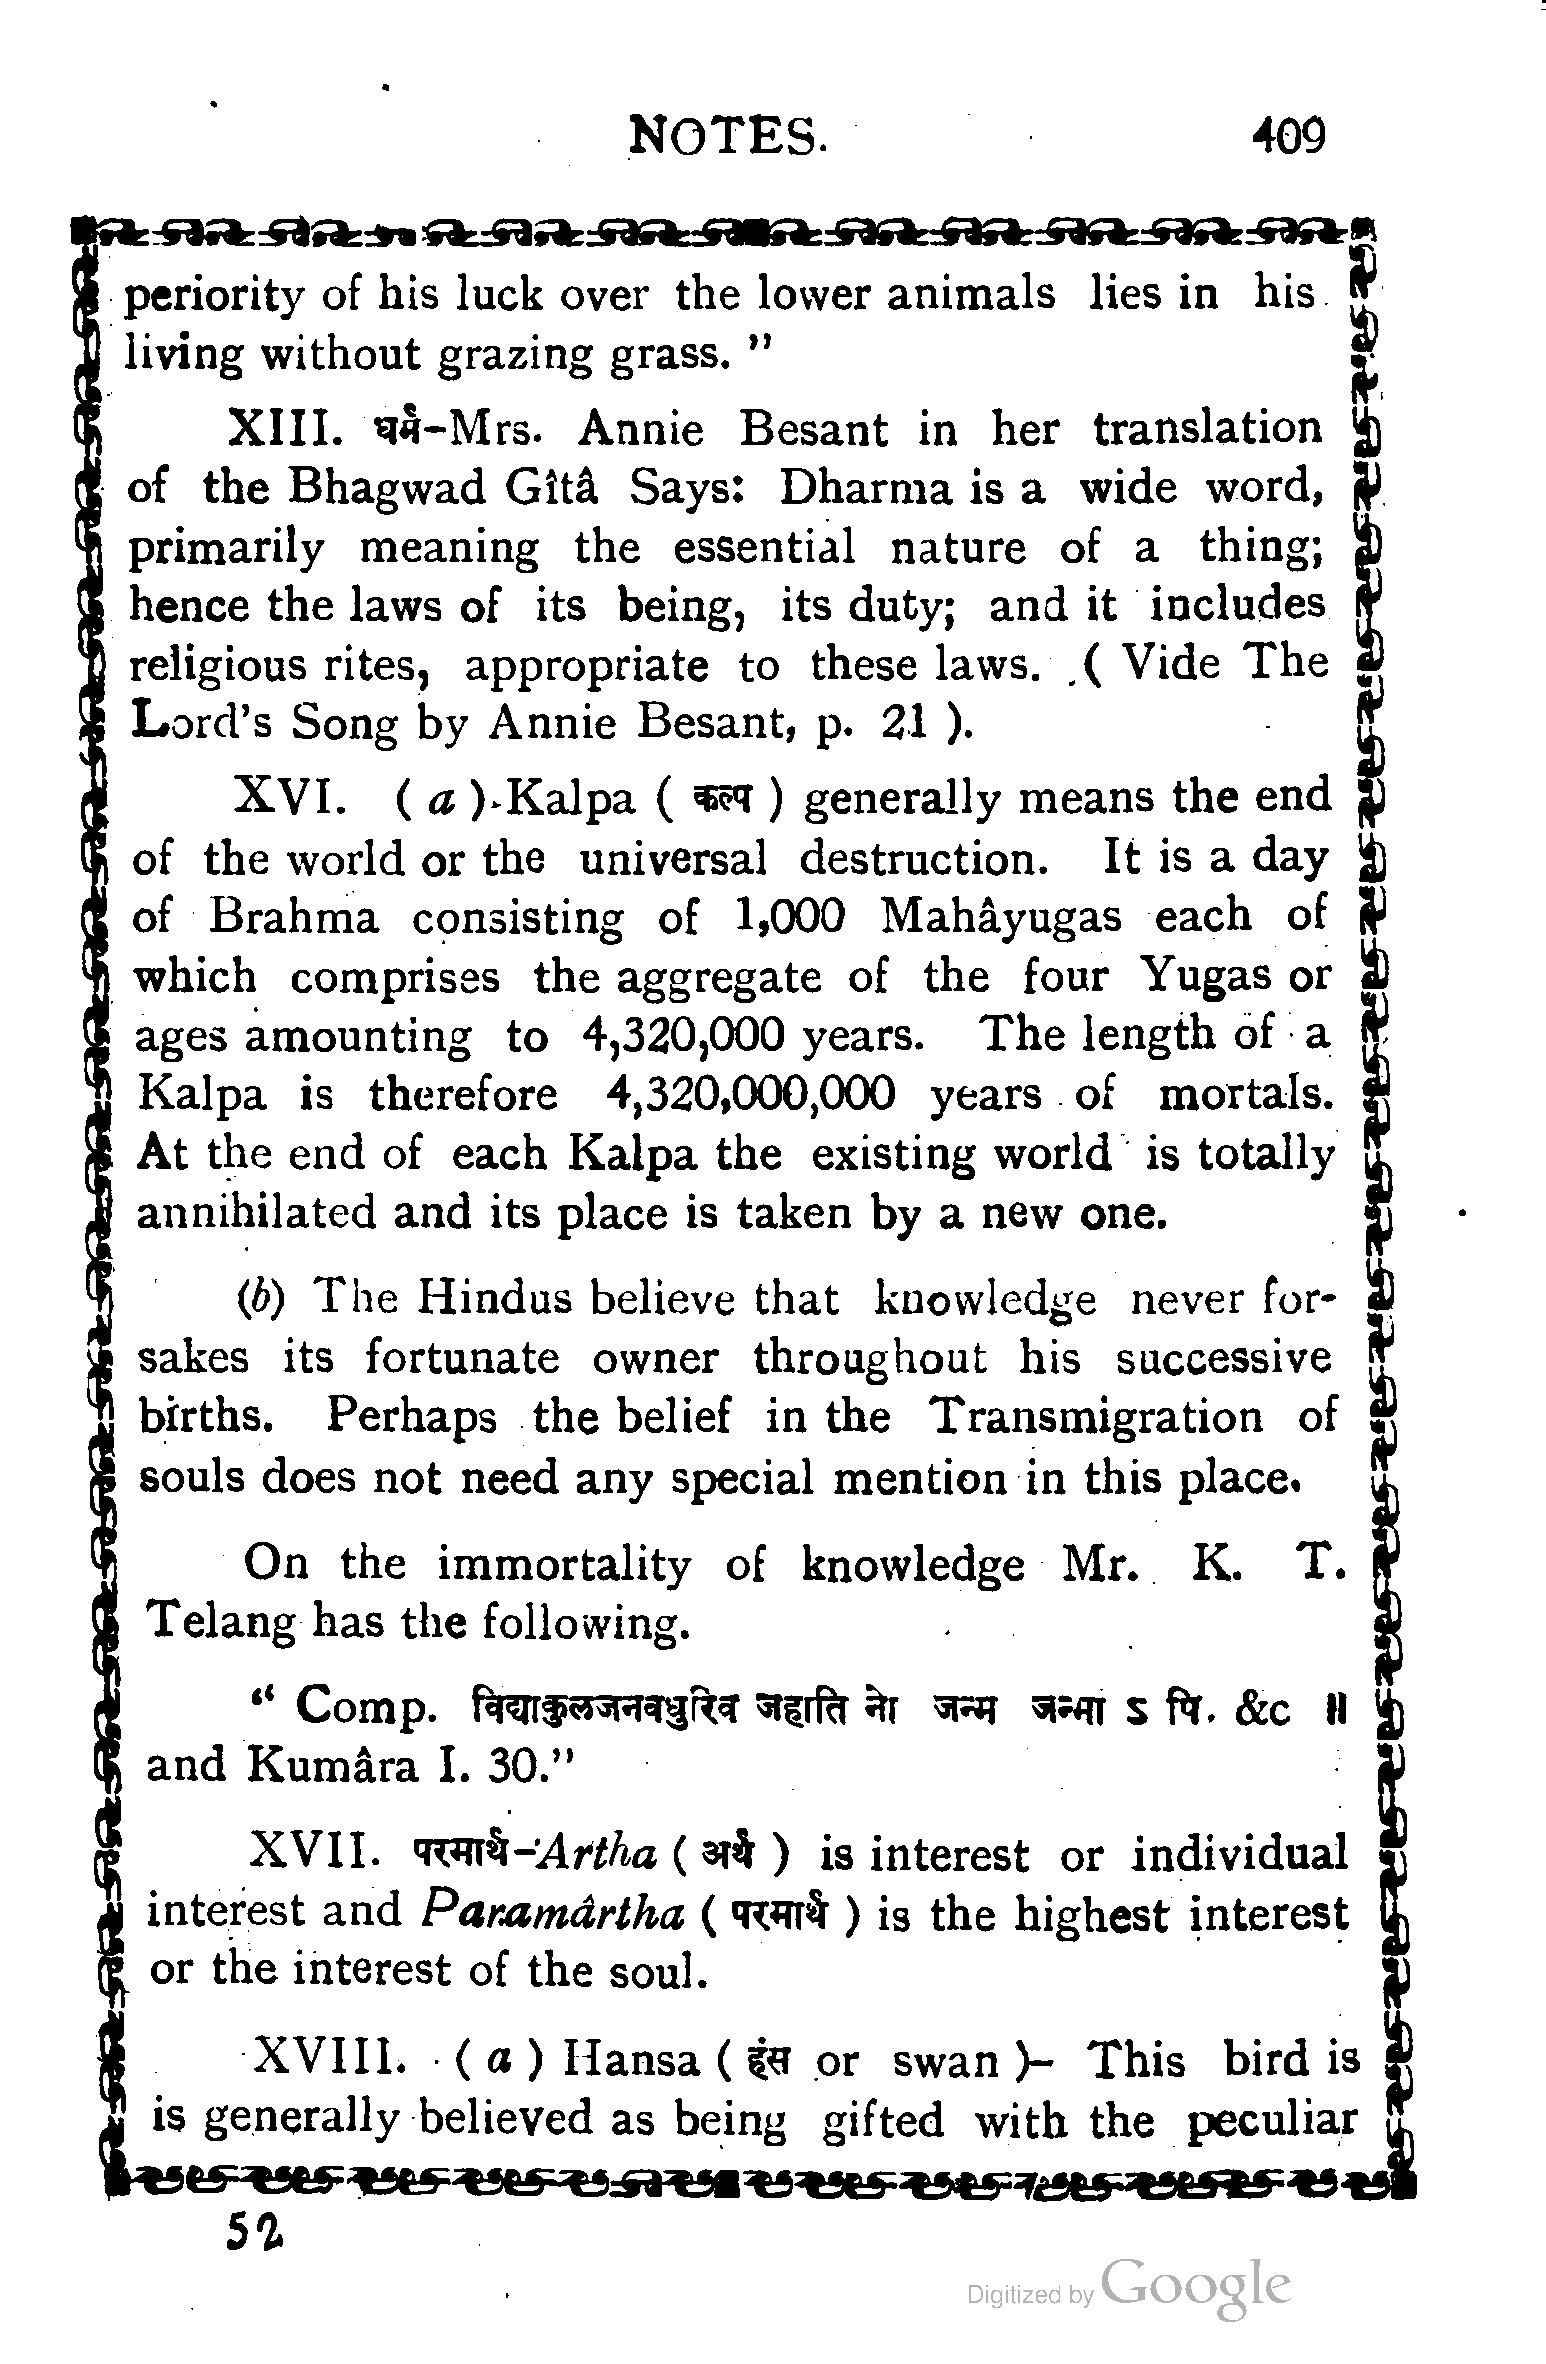 NOTES. 409
periority of his luck over the lower animals lies in his
living without grazing grass. ”
XIII. धर्म-Mrs. Annie Besant in her translation
of the Bhagwad Gîtâ Says: Dharma is a wide word,
primarily meaning the essential nature of a thing;
hence the laws of its being, its duty; and it includes
religious rites, appropriate to these laws. ( Vide The
Lord’s Song by Annie Besant, p. 21 ).
XVI. ( a ) Kalpa ( कल्प ) generally means the end
of the world or the universal destruction. It is a day
of Brahma consisting of 1,000 Mahâyugas each of
which comprises the aggregate of the four Yugas or
ages amounting to 4,320,000 years. The length of a
Kalpa is therefore 4,320,000,000 years of mortals.
At the end of each Kalpa the existing world is totally
annihilated and its place is taken by a new one.
(b) The Hindus believe that knowledge never for-
sakes its fortunate owner throughout his successive
births. Perhaps the belief in the Transmigration of
souls does not need any special mention in this place.
On the immortality of knowledge Mr. K. T.
Telang has the following.
“ Comp. विद्याकुलजनवधुरिव जहाति नो जन्म जन्मा ऽ पि. &c ॥
and Kumâra I. 30.”
XVII. परमार्थ-Artha ( अर्थ ) is interest or individual
interest and Paramârtha ( परमार्थ ) is the highest interest
or the interest of the soul.
XVIII. ( a ) Hansa ( हंस or swan )- This bird is
is generally believed as being gifted with the peculiar
52
Digitized by Google